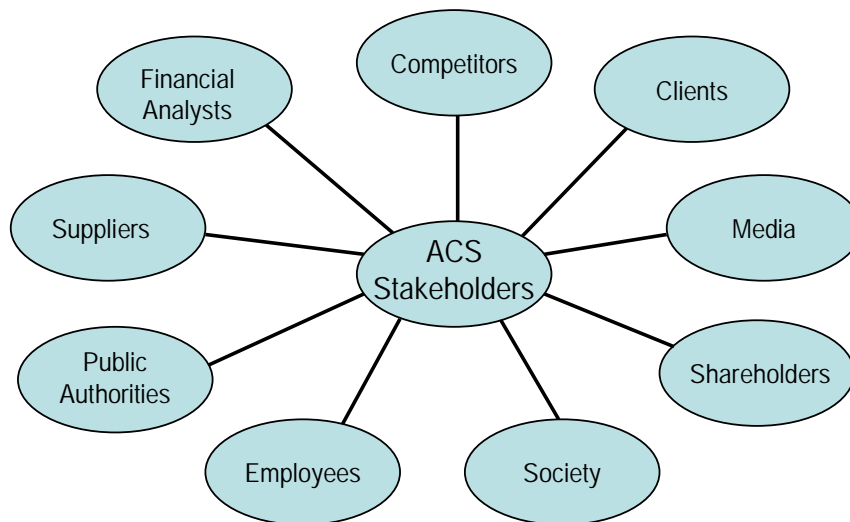 Competitors
Financial
Analysts
Clients
Suppliers
Media
ACS
Stakeholders
Public
Authorities
Shareholders
Employees
Society